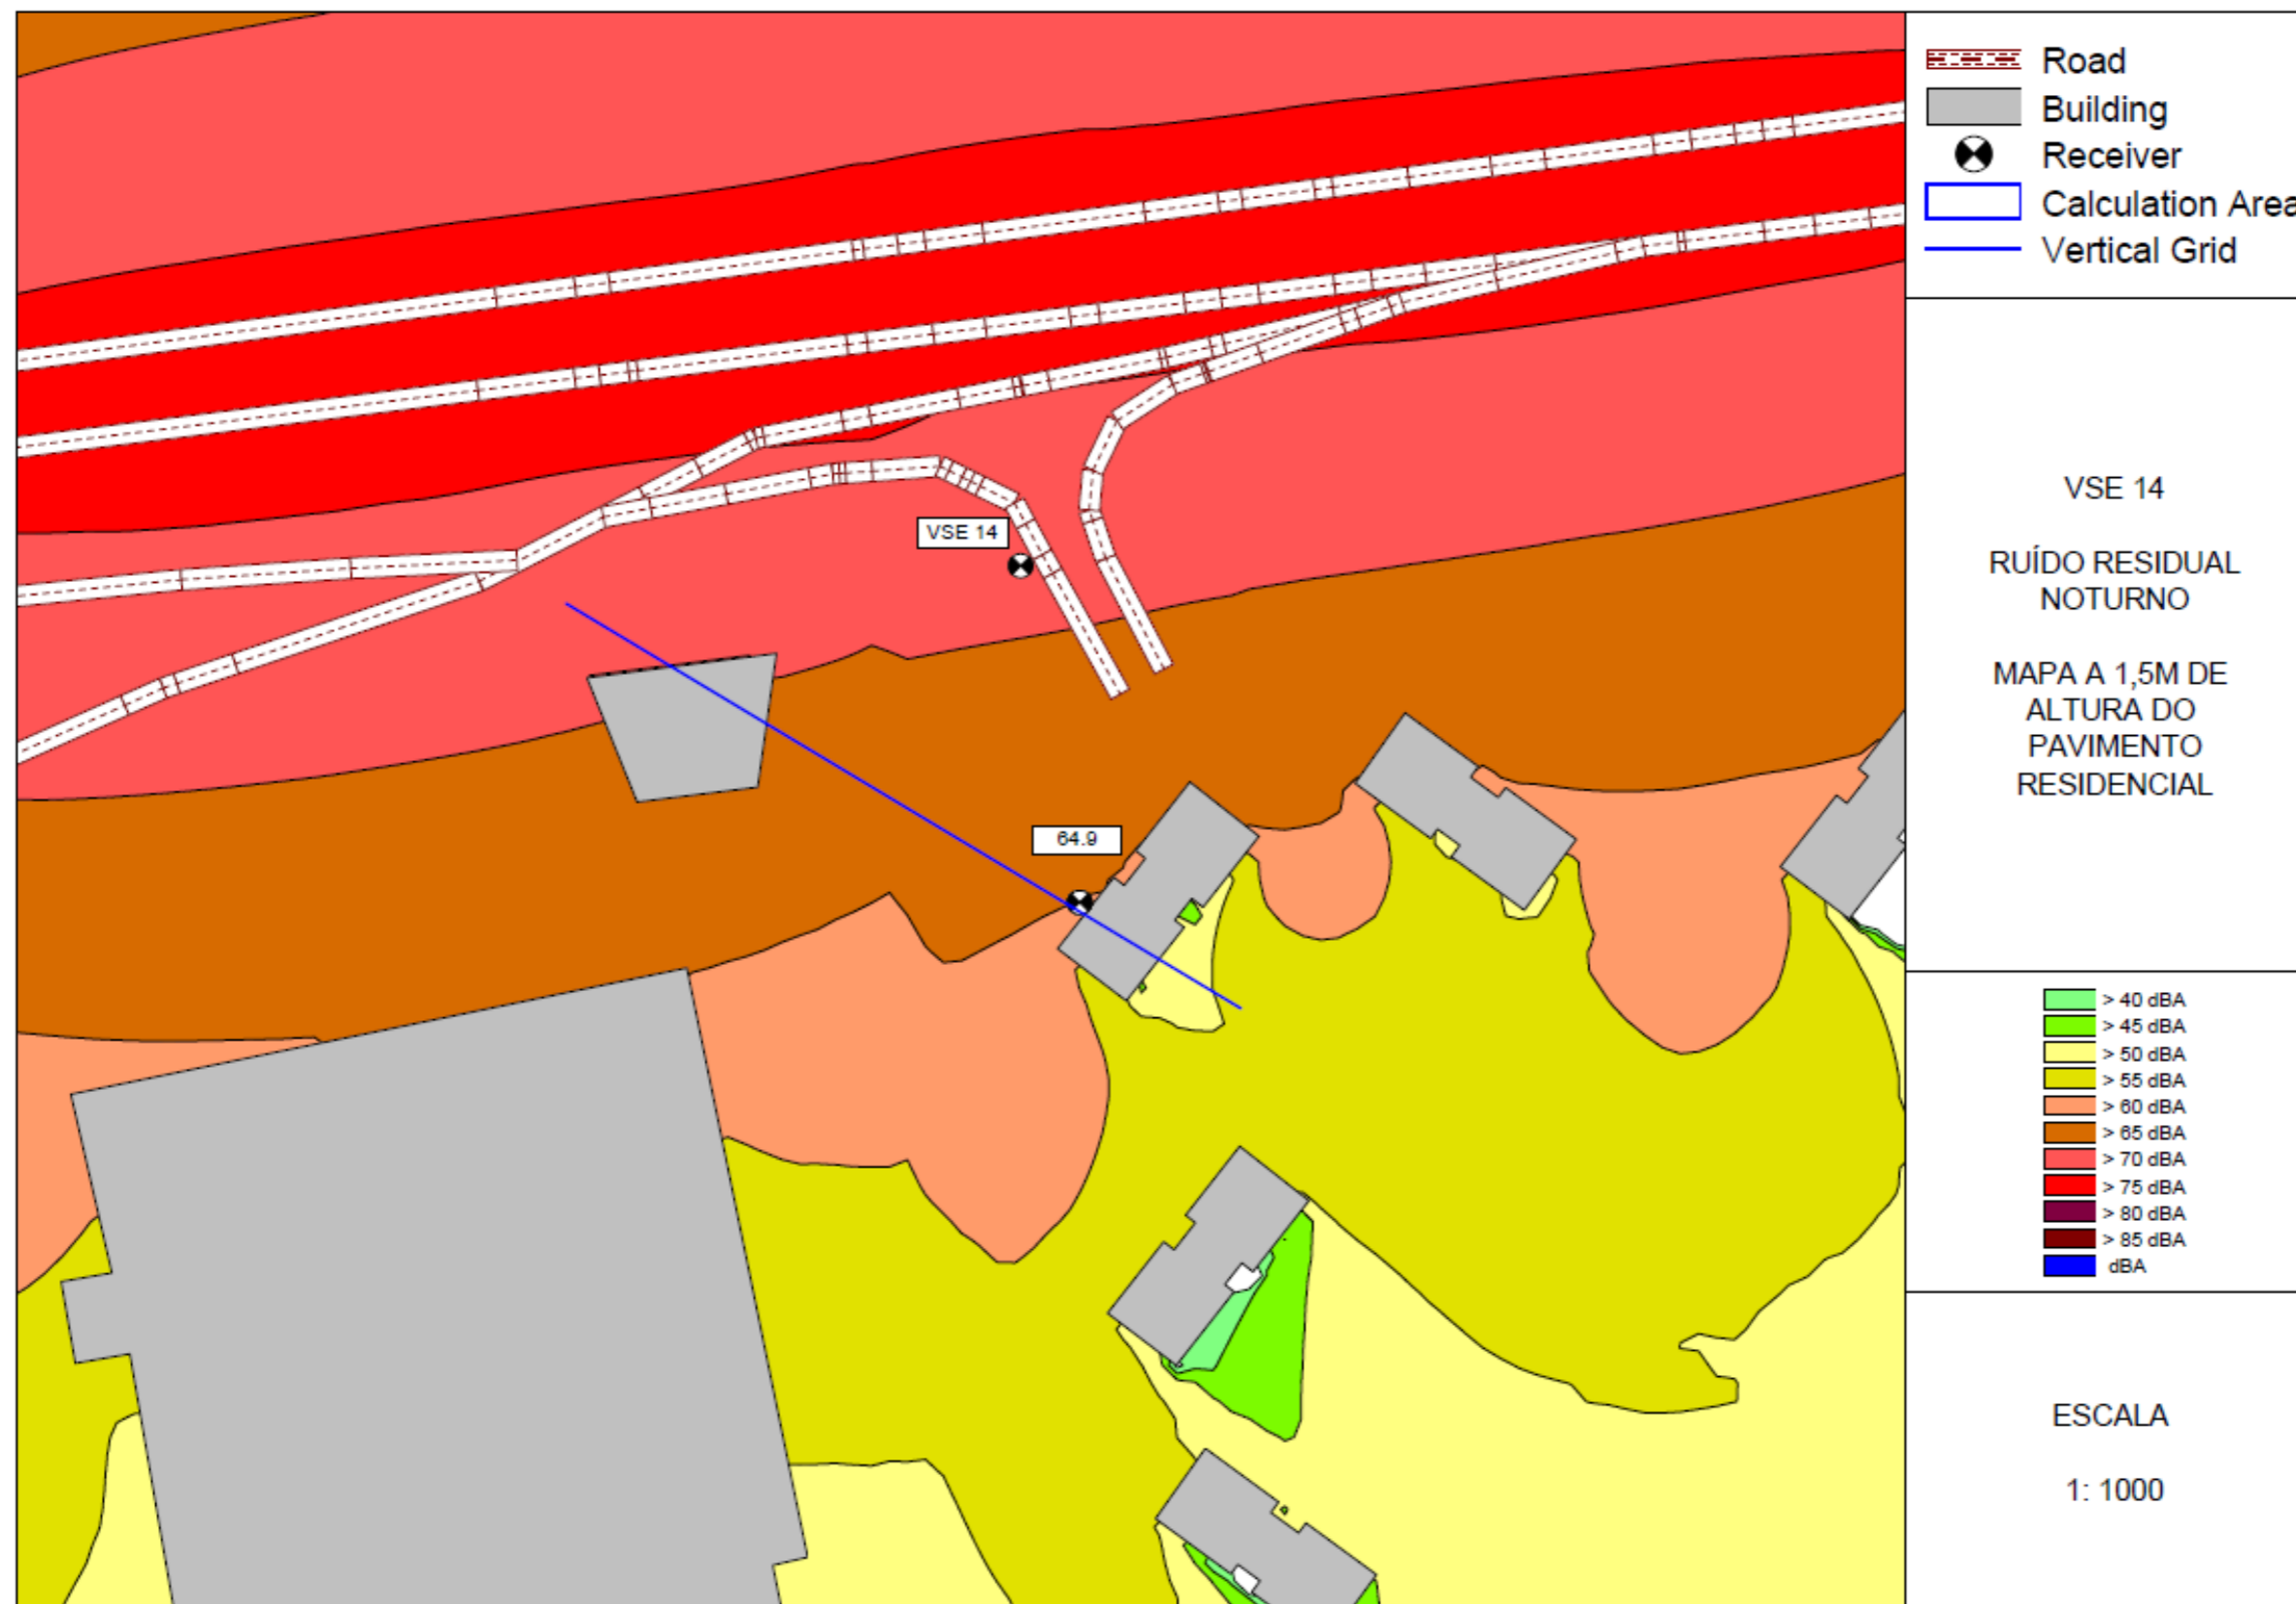 Road
Building
Receiver
Calculation Area
Vertical Grid
VSE 14
64.9
VSE 14
RUÍDO RESIDUAL
NOTURNO
MAPA A 1,5M DE
ALTURA DO
PAVIMENTO
RESIDENCIAL
> 40 dBA
> 45 dBA
> 50 dBA
> 55 dBA
> 60 dBA
> 65 dBA
> 70 dBA
> 75 dBA
> 80 dBA
> 85 dBA
dBA
ESCALA
1: 1000